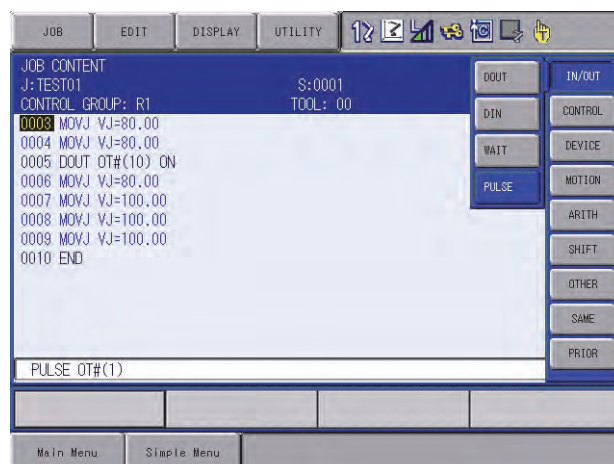 JOB
EDIT
DISPLAY
UTILITY
JOB CONTENT
J:TEST01
S:0001
CONTROL GROUP: R1
TOOL: 00
0003 MOVJ VJ=80.00
0004 MOVJ VJ=80.00
0005 DOUT OT#(10) ON
0006 MOVJ VJ=80.00
0007 MOVJ VJ=100.00
0008 MOVJ VJ=100.00
0009 MOVJ VJ=100.00
0010 END
DOUT
DIN
WAIT
PULSE
IN/OUT
CONTROL
DEVICE
MOTION
ARITH
SHIFT
OTHER
SAME
PRIOR
PULSE OT#(1)
Main Menu
Simple Menu